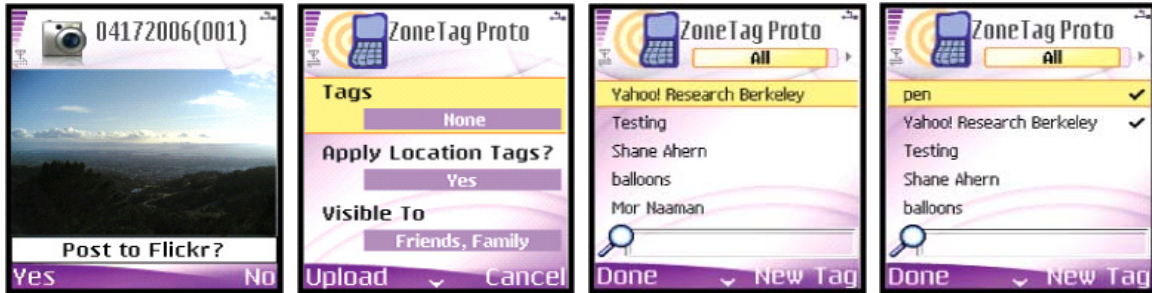 04172006(001)
Post to Flickr?
Yes No
ZoneTag Proto
Tags
None
Apply Location Tags?
Yes
Visible To
Friends, Family
Upload Cancel
ZoneTag Proto
All
Yahoo! Research Berkeley
Testing
Shane Ahern
balloons
Mor Naaman
Done New Tag
ZoneTag Proto
All
pen
Yahoo! Research Berkeley
Testing
Shane Ahern
balloons
Done New Tag